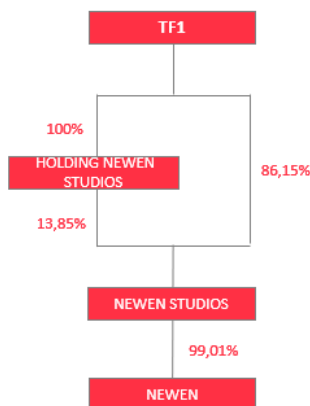 TF1
100%
HOLDING NEWEN
STUDIOS
86,15%
13,85%
NEWEN STUDIOS
99,01%
NEWEN